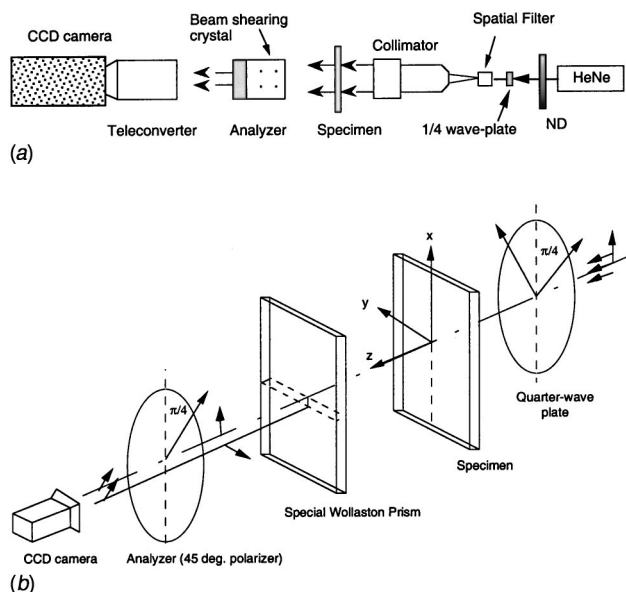 CCD camera
Beam shearing
crystal
Collimator
Spatial Filter
HeNe
Teleconverter
Analyzer
Specimen
1/4 wave-plate
ND
(a)
x
y
z
π/4
Quarter-wave
plate
Specimen
π/4
Special Wollaston Prism
CCD camera
Analyzer (45 deg. polarizer)
(b)